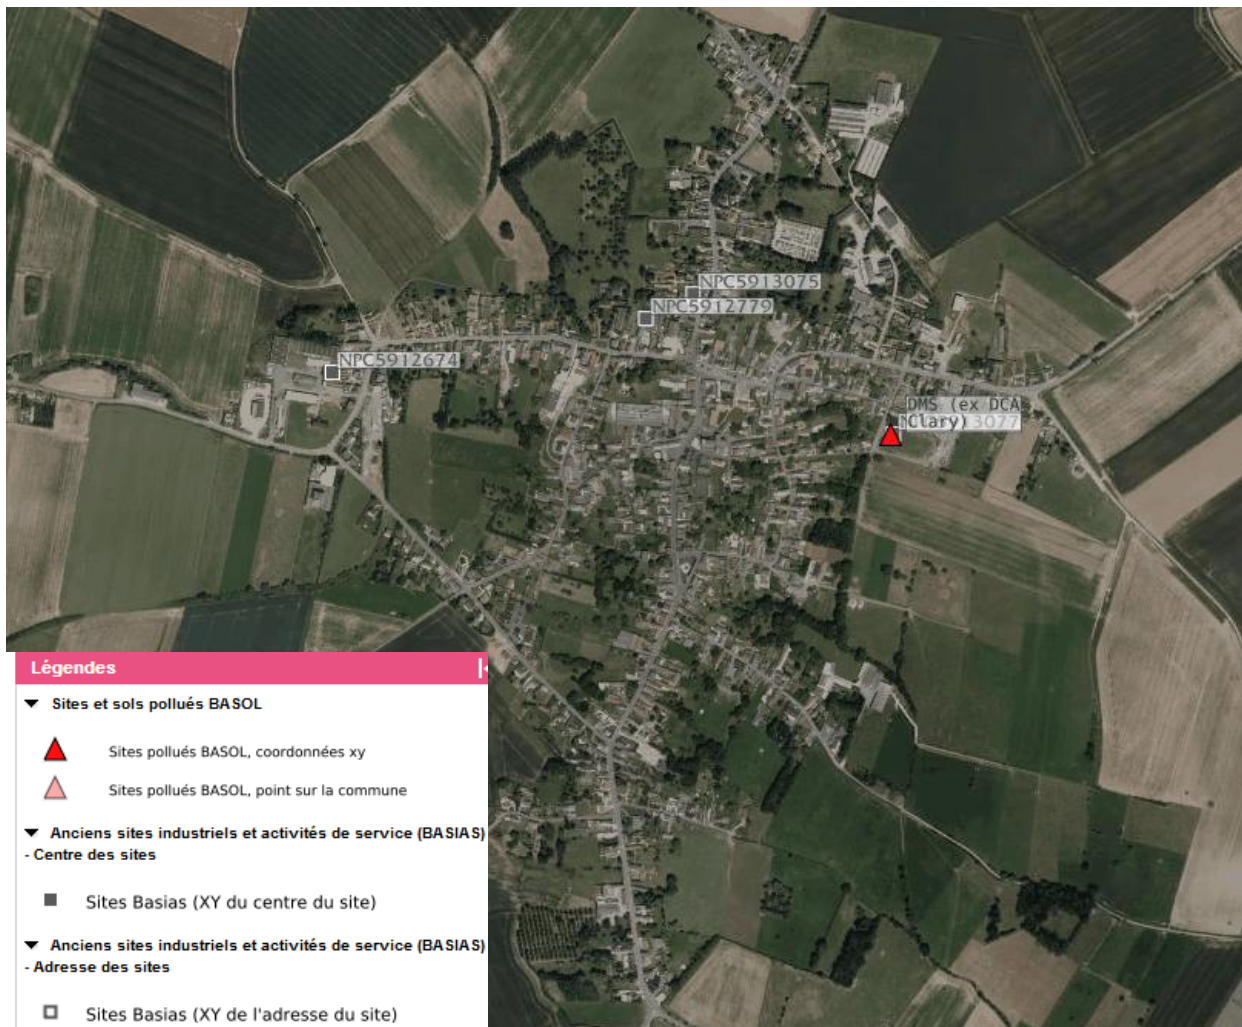 NPC5913075
NPC5912779
NPC5912674
DMS (ex DCA
Clary) 3077
Légendes
Sites et sols pollués BASOL
Sites pollués BASOL, coordonnées xy
Sites pollués BASOL, point sur la commune
Anciens sites industriels et activités de service (BASIAS)
- Centre des sites
Sites Basias (XY du centre du site)
Anciens sites industriels et activités de service (BASIAS)
- Adresse des sites
Sites Basias (XY de l'adresse du site)